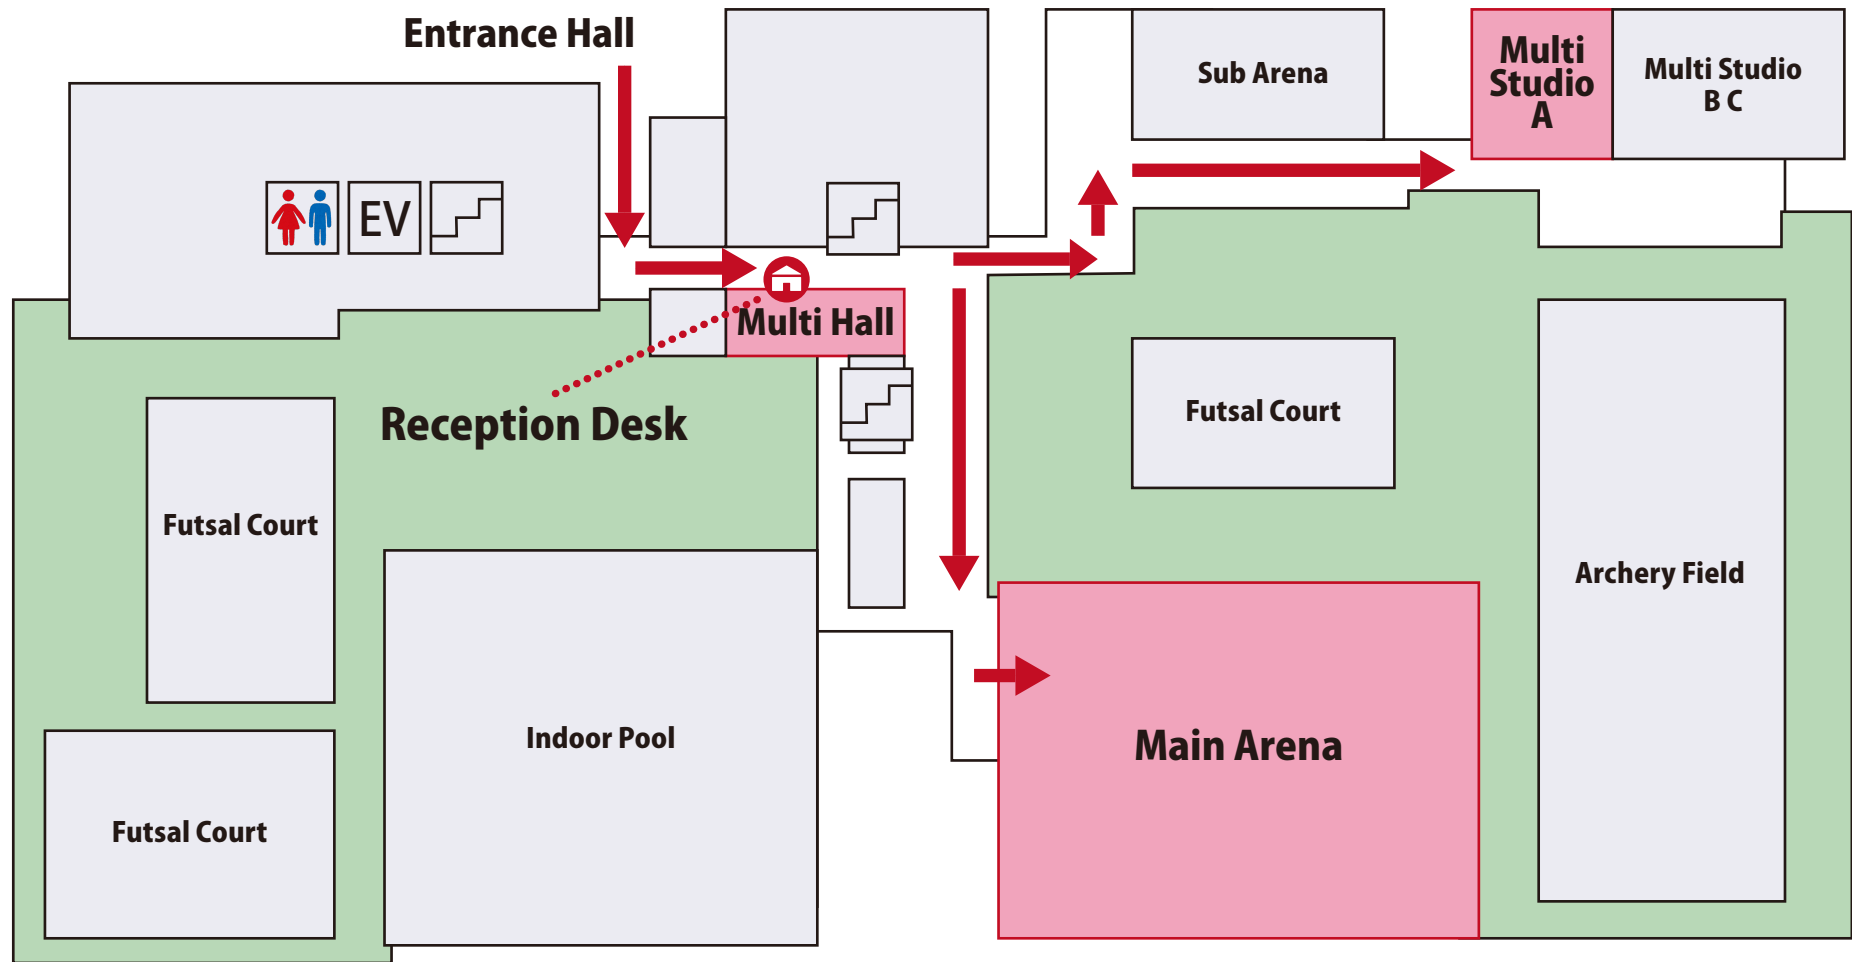 Entrance Hall
Sub Arena
Multi
Studio
A
Multi Studio
B C
EV
Multi Hall
Reception Desk
Futsal Court
Futsal Court
Archery Field
Indoor Pool
Main Arena
Futsal Court